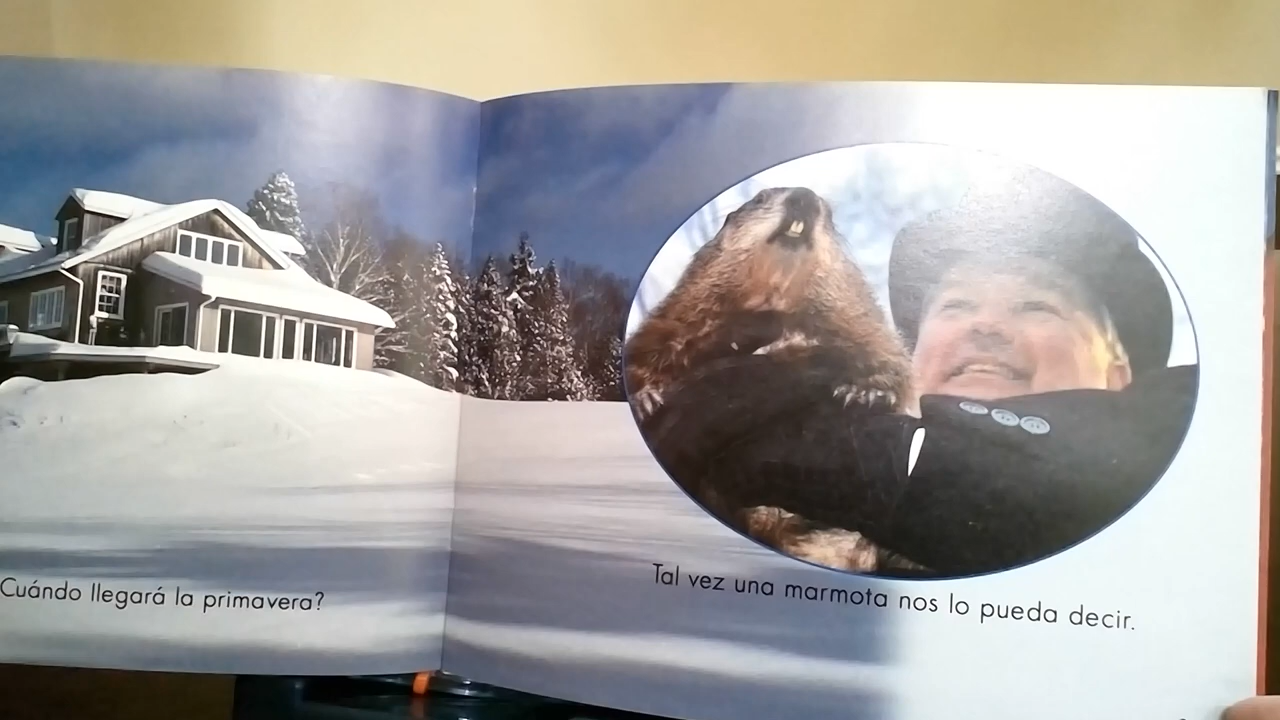 Cuándo llegará la primavera?
Tal vez una marmota nos lo pueda decir.